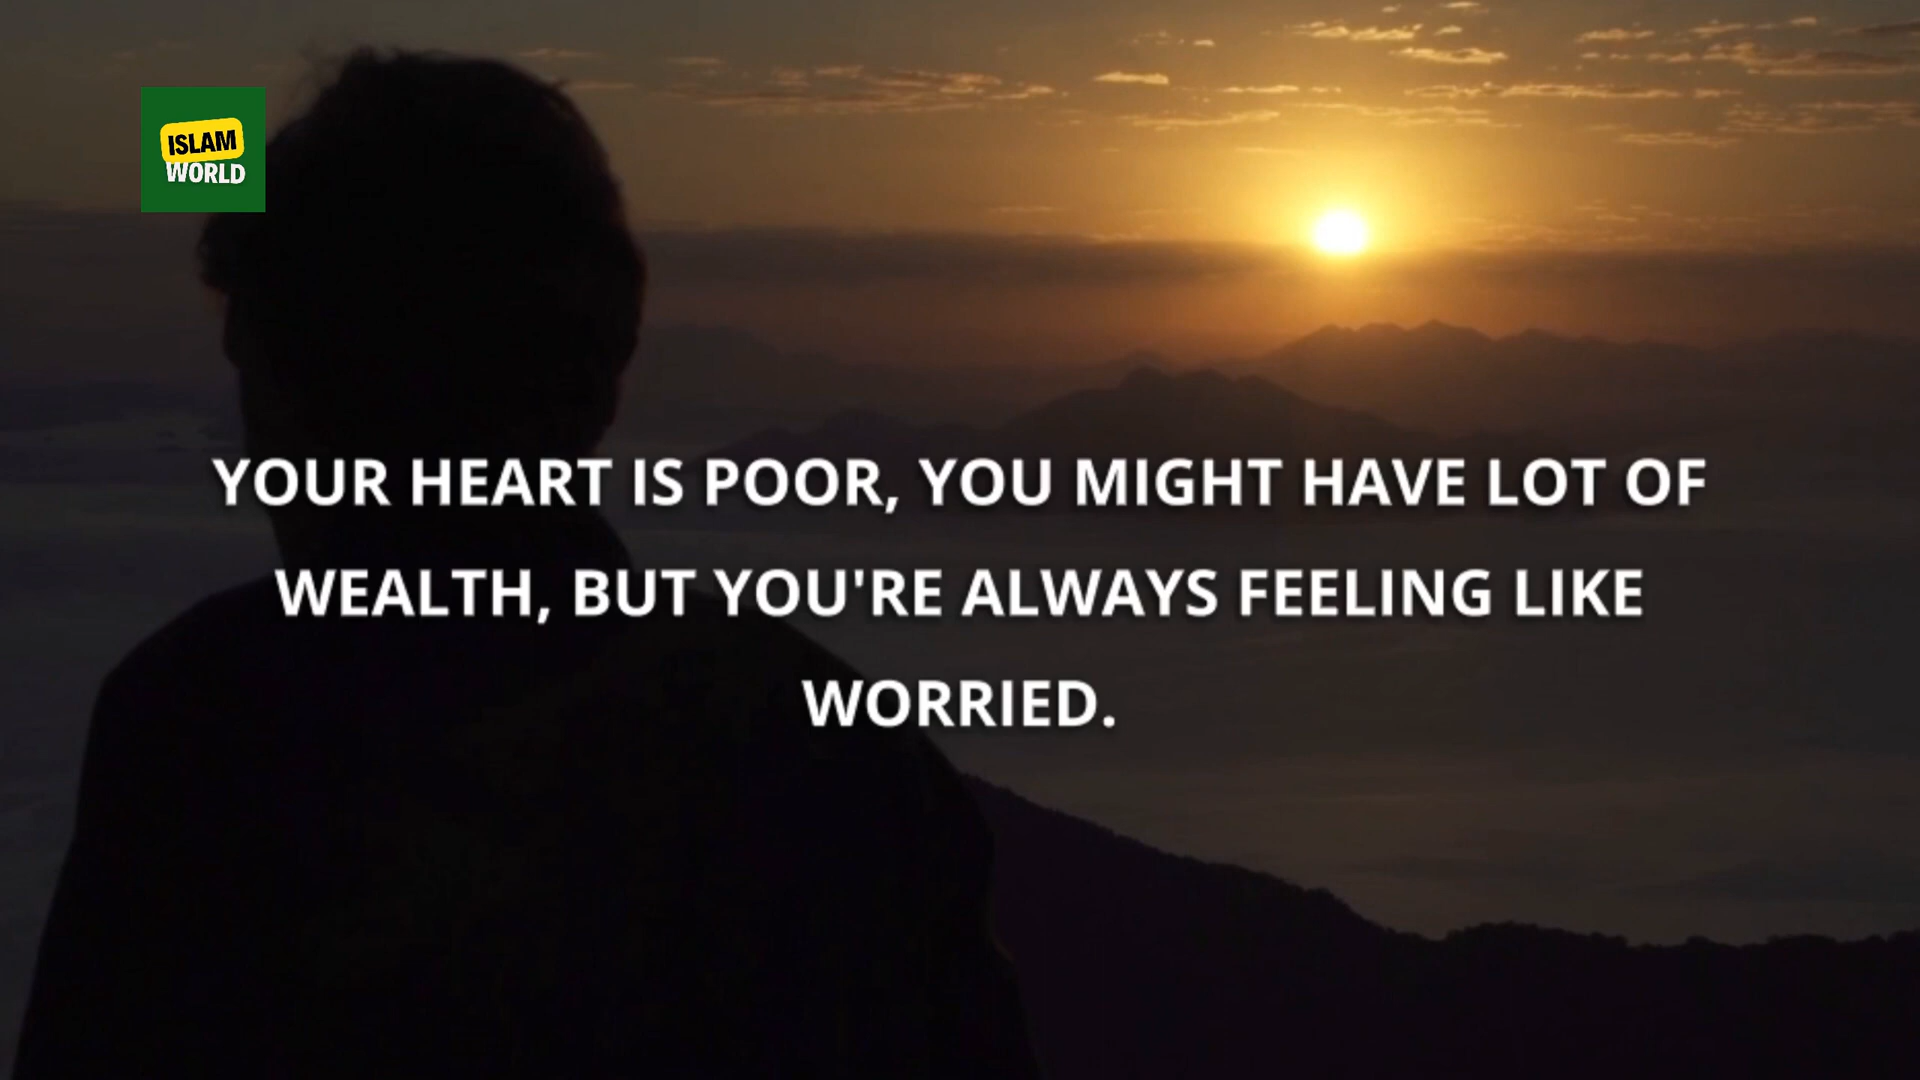 ISLAM
WORLD
YOUR HEART IS POOR, YOU MIGHT HAVE LOT OF
WEALTH, BUT YOU'RE ALWAYS FEELING LIKE
WORRIED.